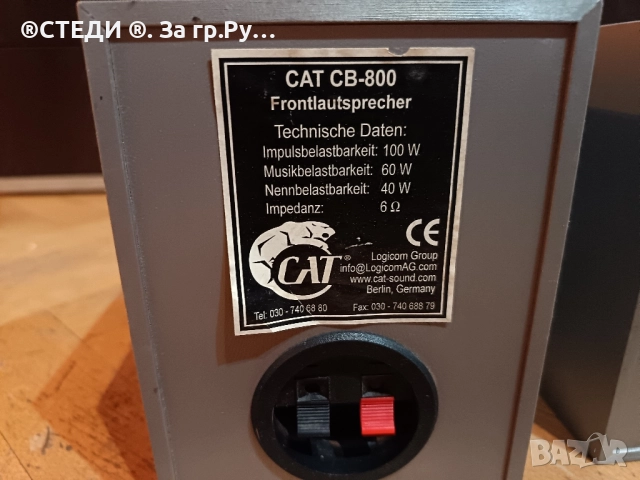 ®СТЕДИ ®. За гр.Ру...
CAT CB-800
Frontlautsprecher
Technische Daten:
Impulsbelastbarkeit: 100 W
Musikbelastbarkeit: 60 W
Nennbelastbarkeit: 40 W
Impedanz: 6 Ω
CE
CAT®
Logicom Group
info@LogicomAG.com
www.cat-sound.com
Berlin, Germany
Tel: 030 - 740 68 80 Fax: 030 - 740 688 79
BAZAR